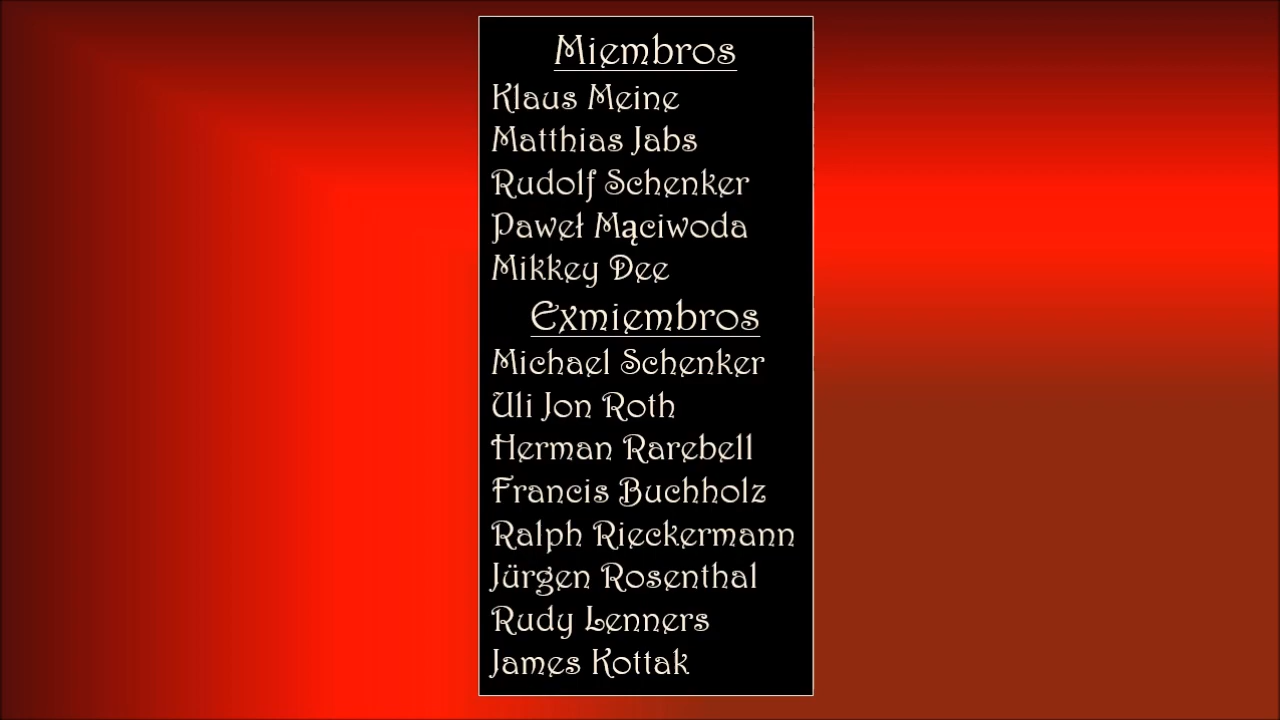 Miembros
Klaus Meine
Matthias Jabs
Rudolf Schenker
Paweł Mąciwoda
Mikkey Dee
Exmiembros
Michael Schenker
Uli Jon Roth
Herman Rarebell
Francis Buchholz
Ralph Rieckermann
Jürgen Rosenthal
Rudy Lenners
James Kottak